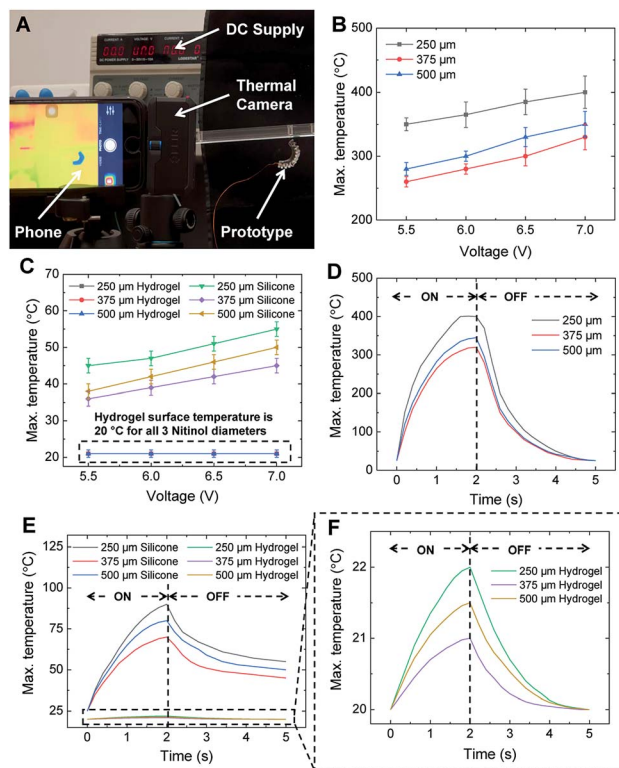 A
DC Supply
Thermal
Camera
Phone
Prototype
B
Max. temperature (°C)
400
300
200
250 µm
375 µm
500 µm
5.5 6.0 6.5 7.0
Voltage (V)
C
Max. temperature (°C)
80
70
60
50
40
30
20
250 µm Hydrogel 250 µm Silicone
375 µm Hydrogel 375 µm Silicone
500 µm Hydrogel 500 µm Silicone
Hydrogel surface temperature is
20 °C for all 3 Nitinol diameters
5.5 6.0 6.5 7.0
Voltage (V)
D
Max. temperature (°C)
500
400
300
200
100
0
ON OFF
250 µm
375 µm
500 µm
0 1 2 3 4 5
Time (s)
E
Max. temperature (°C)
125
100
75
50
25
250 µm Silicone 250 µm Hydrogel
375 µm Silicone 375 µm Hydrogel
500 µm Silicone 500 µm Hydrogel
ON OFF
0 1 2 3 4 5
Time (s)
F
Max. temperature (°C)
22
21
20
ON OFF
250 µm Hydrogel
375 µm Hydrogel
500 µm Hydrogel
0 1 2 3 4 5
Time (s)